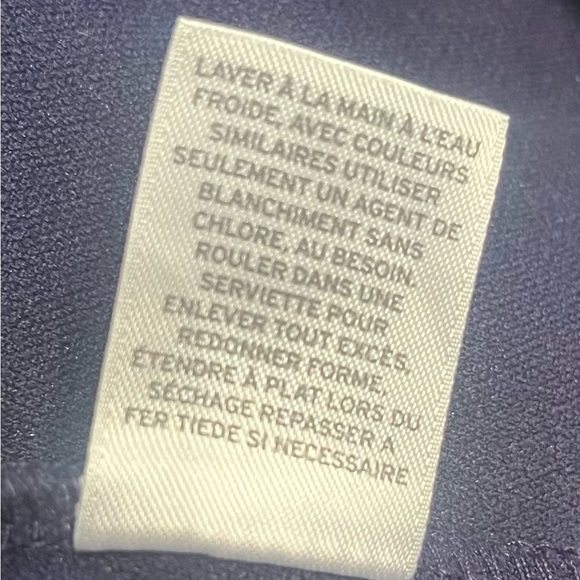 LAVER À LA MAIN À L'EAU
FROIDE, AVEC COULEURS
SIMILAIRES UTILISER
SEULEMENT UN AGENT DE
BLANCHIMENT SANS
CHLORE, AU BESOIN.
ROULER DANS UNE
SERVIETTE POUR
ENLEVER TOUT EXCÈS.
REDONNER FORME,
ÉTENDRE À PLAT LORS DU
SÉCHAGE REPASSER A
FER TIEDE SI NECESSAIRE